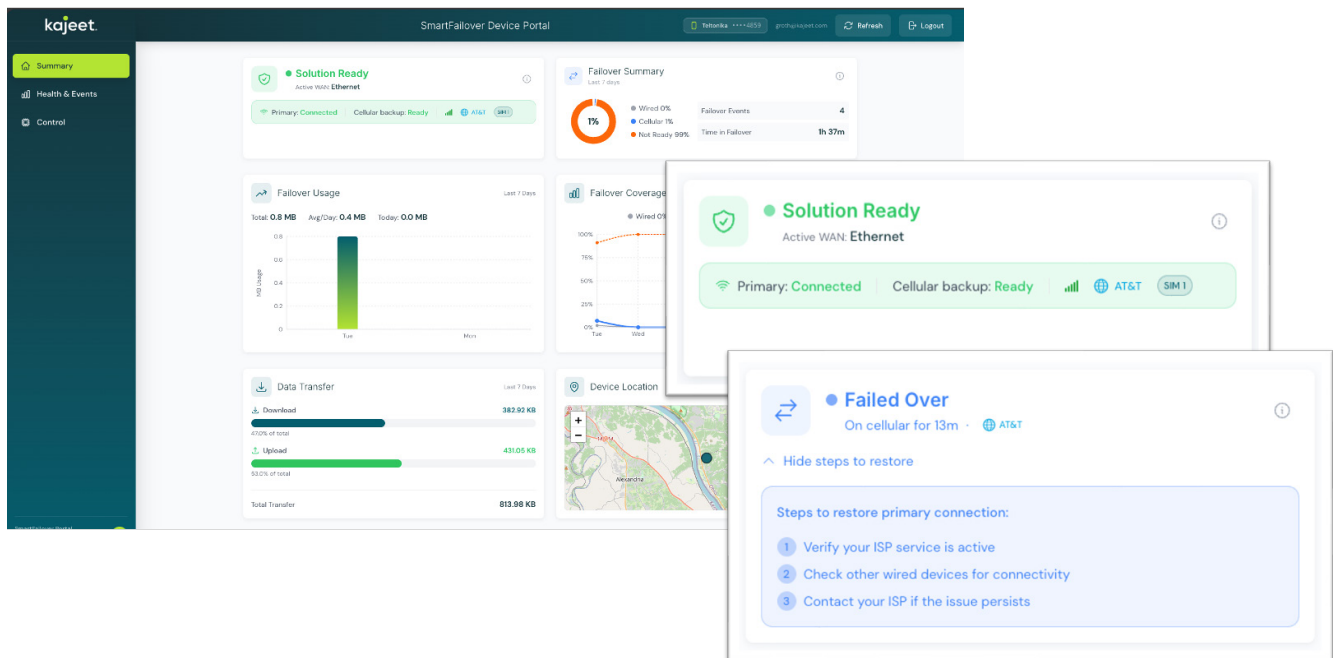 kajeet.
SmartFailover Device Portal
Teltonika ····4859
groth@kajeet.com
Refresh
Logout
Summary
Health & Events
Control
Solution Ready
Active WAN: Ethernet
Primary: Connected
Cellular backup: Ready
AT&T
SIM 1
Failover Summary
Last 7 days
1%
Wired 0%
Cellular 1%
Not Ready 99%
Failover Events 4
Time in Failover 1h 37m
Failover Usage
Last 7 Days
Total: 0.8 MB Avg/Day: 0.4 MB Today: 0.0 MB
MB Usage
0.8
0.0
0.4
0.2
0
Tue
Mon
Failover Coverage
Wired 0%
100%
75%
50%
25%
0%
Tue
Wed
Data Transfer
Last 7 Days
Download 382.92 KB
47.0% of total
Upload 431.05 KB
53.0% of total
Total Transfer 813.98 KB
Device Location
+
−
Alexandria
SmartFailover Portal
Solution Ready
Active WAN: Ethernet
Primary: Connected
Cellular backup: Ready
AT&T
SIM 1
Failed Over
On cellular for 13m · AT&T
Hide steps to restore
Steps to restore primary connection:
1 Verify your ISP service is active
2 Check other wired devices for connectivity
3 Contact your ISP if the issue persists